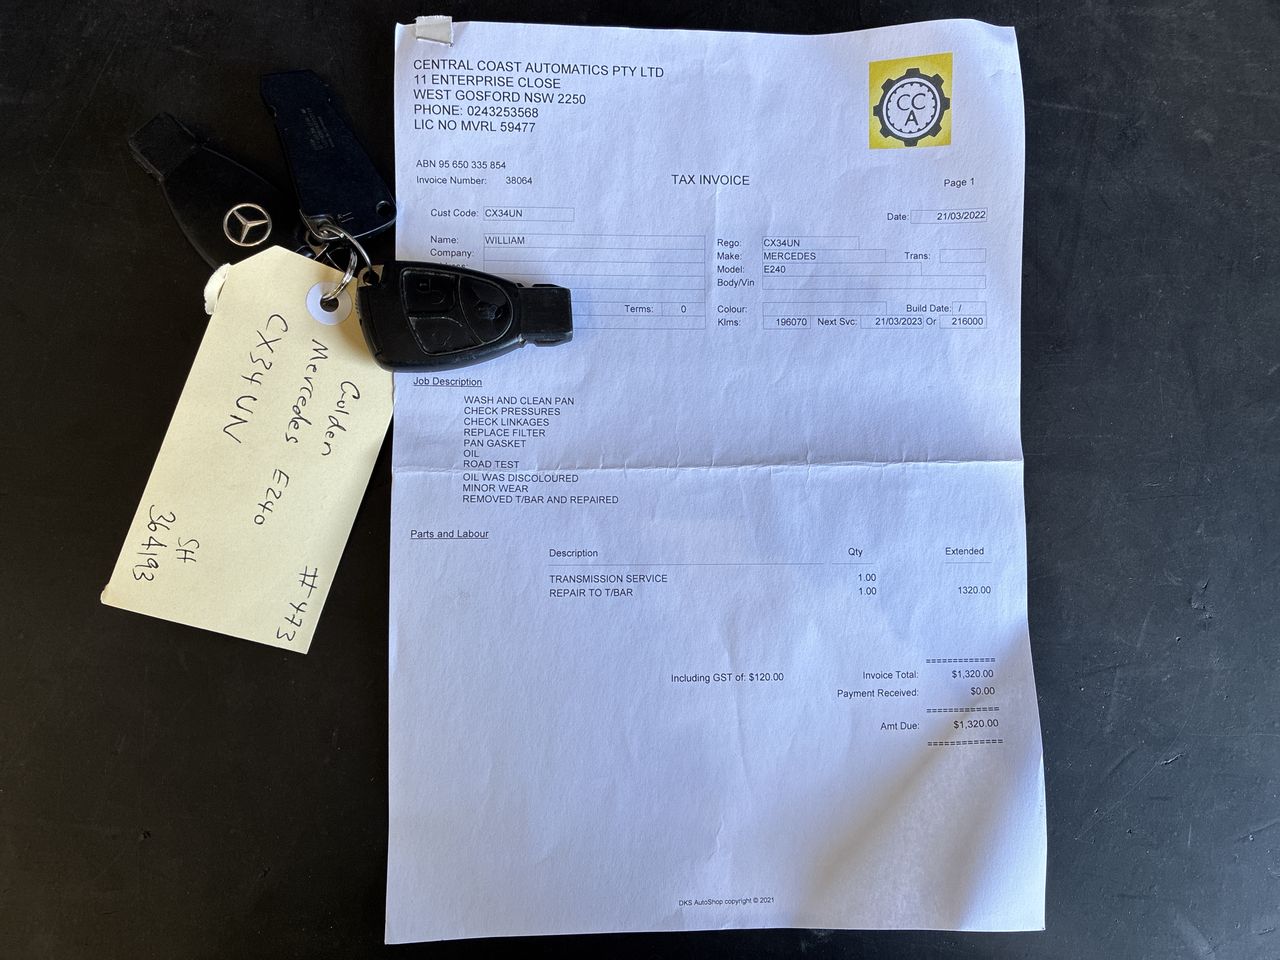 CENTRAL COAST AUTOMATICS PTY LTD
11 ENTERPRISE CLOSE
WEST GOSFORD NSW 2250
PHONE: 0243253568
LIC NO MVRL 59477
CC
A
ABN 95 650 335 854
Invoice Number: 38064
TAX INVOICE
Page 1
Cust Code: CX34UN
Date: 21/03/2022
Name: WILLIAM
Company:
Terms: 0
Rego: CX34UN
Make: MERCEDES Trans:
Model: E240
Body/Vin
Colour: Build Date: /
Klms: 196070 Next Svc: 21/03/2023 Or 216000
Job Description
WASH AND CLEAN PAN
CHECK PRESSURES
CHECK LINKAGES
REPLACE FILTER
PAN GASKET
OIL
ROAD TEST
OIL WAS DISCOLOURED
MINOR WEAR
REMOVED T/BAR AND REPAIRED
Parts and Labour
Description Qty Extended
TRANSMISSION SERVICE 1.00
REPAIR TO T/BAR 1.00 1320.00
=============
Including GST of: $120.00 Invoice Total: $1,320.00
Payment Received: $0.00
=============
Amt Due: $1,320.00
=============
DKS AutoShop copyright © 2021
#473
Mercedes E240
CX34UN
SH
364193